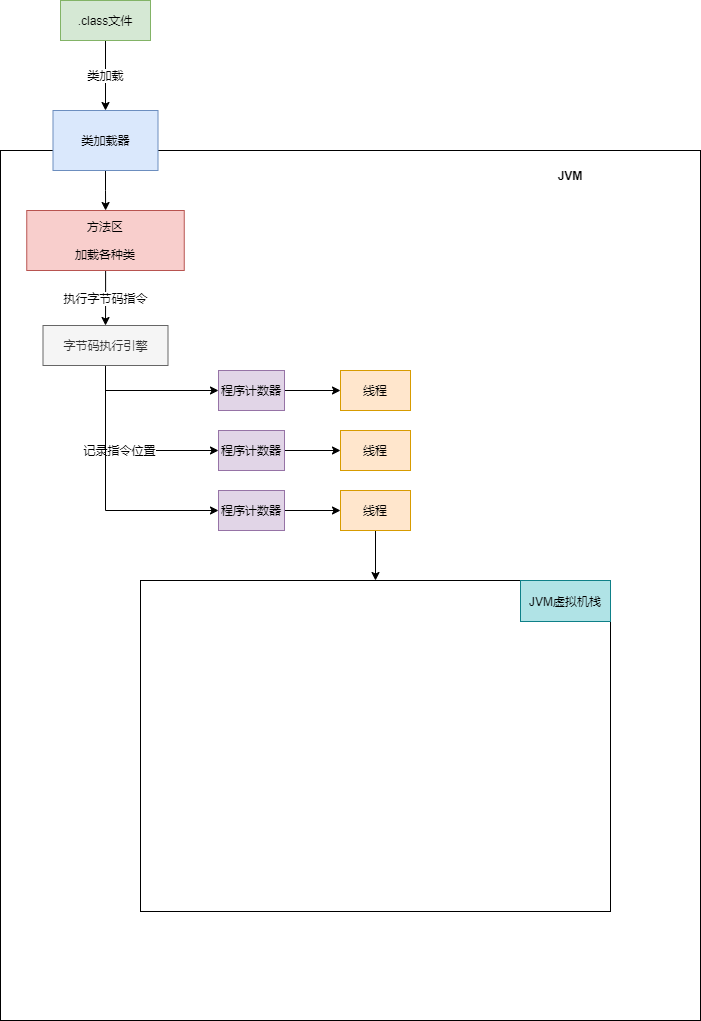 .class文件
类加载
类加载器
JVM
方法区
加载各种类
执行字节码指令
字节码执行引擎
程序计数器
线程
记录指令位置
程序计数器
线程
程序计数器
线程
JVM虚拟机栈